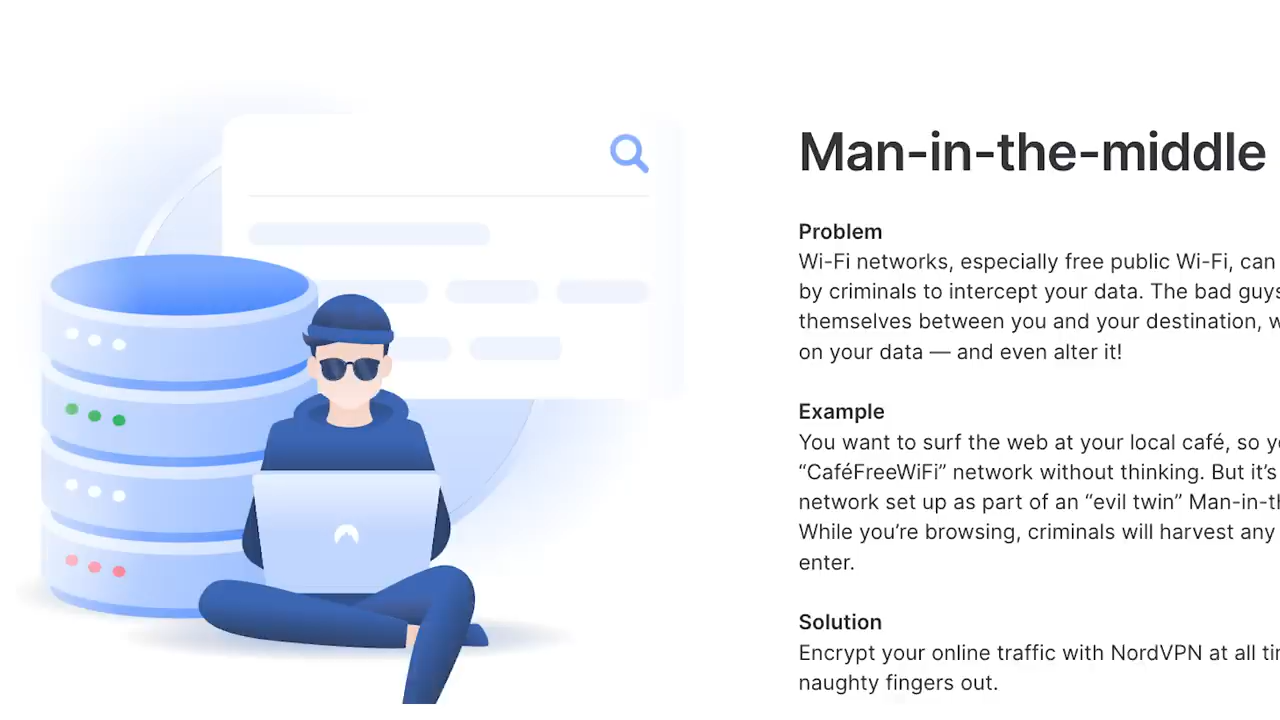 Man-in-the-middle
Problem
Wi-Fi networks, especially free public Wi-Fi, can
by criminals to intercept your data. The bad guys
themselves between you and your destination,
on your data — and even alter it!
Example
You want to surf the web at your local café, so
“CaféFreeWiFi” network without thinking. But it’s
network set up as part of an “evil twin”
While you’re browsing, criminals will harvest any
enter.
Solution
Encrypt your online traffic with NordVPN at all
naughty fingers out.